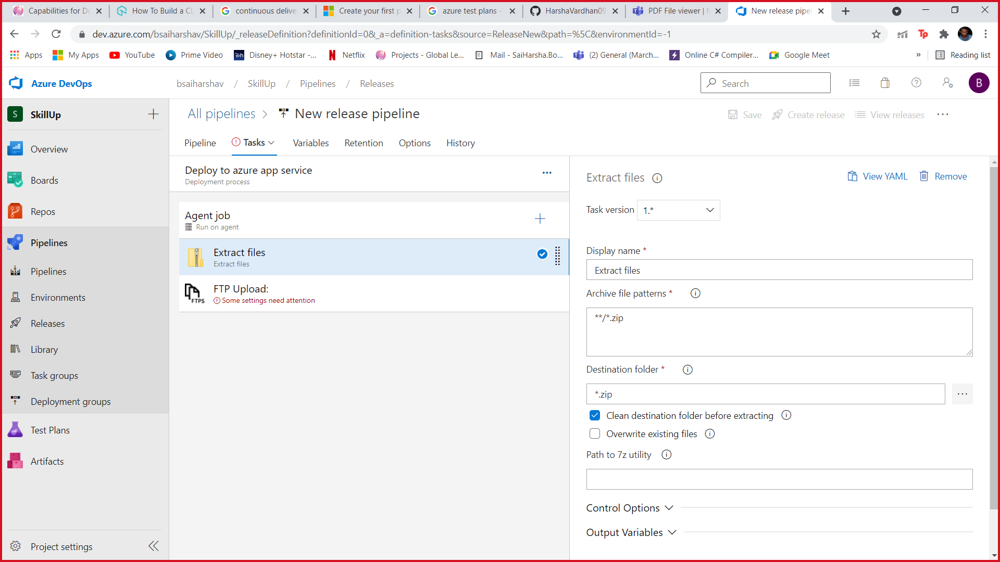 Capabilities for Do
How To Build a CI
continuous delive
Create your first p
azure test plans -
HarshaVardhan09
PDF File viewer | M
New release pipel
dev.azure.com/bsaiharshav/SkillUp/_releaseDefinition?definitionId=0&_a=definition-tasks&source=ReleaseNew&path=%5C&environmentId=-1
Apps
My Apps
YouTube
Prime Video
Disney+ Hotstar -...
Netflix
Projects - Global Le...
Mail - SaiHarsha.Bo...
(2) General (March...
Online C# Compiler...
Google Meet
»
Reading list
Azure DevOps
bsaiharshav / SkillUp / Pipelines / Releases
Search
B
S SkillUp
Overview
Boards
Repos
Pipelines
Pipelines
Environments
Releases
Library
Task groups
Deployment groups
Test Plans
Artifacts
Project settings
All pipelines > New release pipeline
Save
Create release
View releases
Pipeline
Tasks
Variables
Retention
Options
History
Deploy to azure app service
Deployment process
Agent job
Run on agent
Extract files
Extract files
FTPS
FTP Upload:
Some settings need attention
Extract files
View YAML
Remove
Task version 1.*
Display name *
Extract files
Archive file patterns *
**/*.zip
Destination folder *
*.zip
Clean destination folder before extracting
Overwrite existing files
Path to 7z utility
Control Options
Output Variables